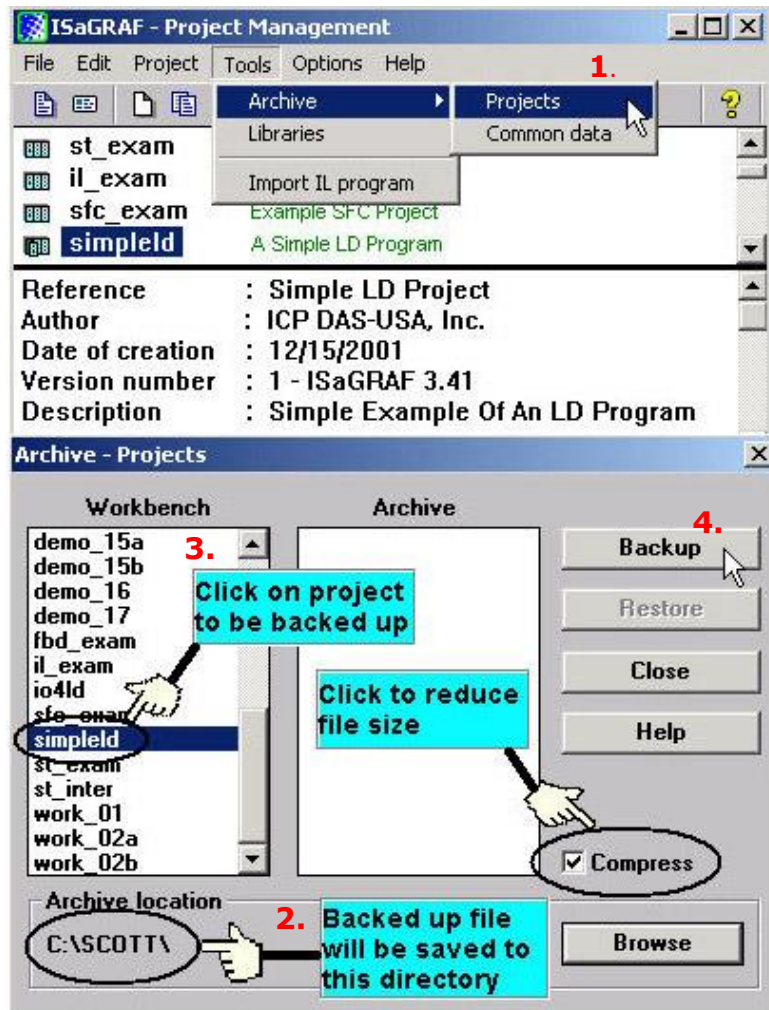 ISaGRAF - Project Management
File Edit Project Tools Options Help
1.
Archive
Projects
Libraries
Common data
Import IL program
st_exam
il_exam
sfc_exam Example SFC Project
simpleld A Simple LD Program
Reference : Simple LD Project
Author : ICP DAS-USA, Inc.
Date of creation : 12/15/2001
Version number : 1 - ISaGRAF 3.41
Description : Simple Example Of An LD Program
Archive - Projects
Workbench
Archive
demo_15a
demo_15b
demo_16
demo_17
fbd_exam
il_exam
io4ld
sfc_exam
simpleld
st_exam
st_inter
work_01
work_02a
work_02b
3.
Click on project
to be backed up
Click to reduce
file size
4.
Backup
Restore
Close
Help
Compress
Archive location
C:\SCOTT\
2.
Backed up file
will be saved to
this directory
Browse